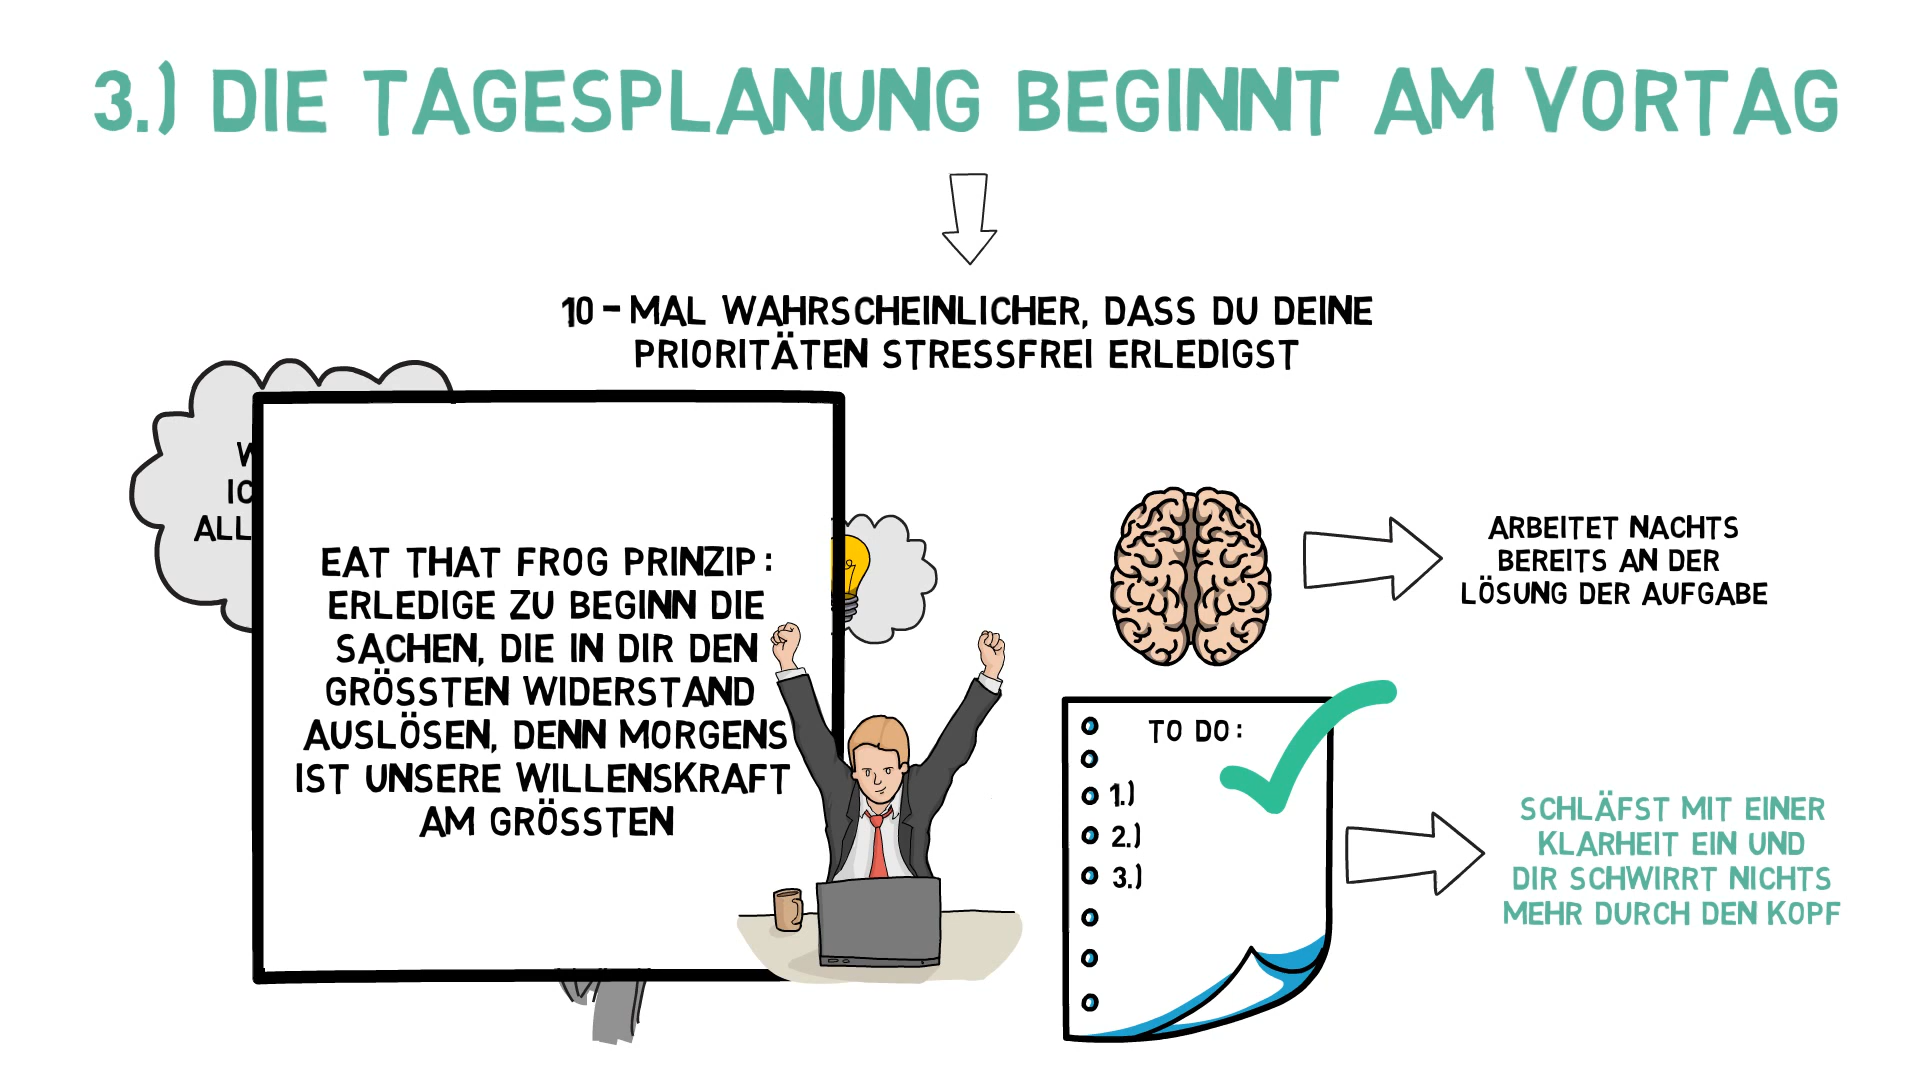 3.) DIE TAGESPLANUNG BEGINNT AM VORTAG
10 - MAL WAHRSCHEINLICHER, DASS DU DEINE
PRIORITÄTEN STRESSFREI ERLEDIGST
EAT THAT FROG PRINZIP:
ERLEDIGE ZU BEGINN DIE
SACHEN, DIE IN DIR DEN
GRÖSSTEN WIDERSTAND
AUSLÖSEN, DENN MORGENS
IST UNSERE WILLENSKRAFT
AM GRÖSSTEN
ARBEITET NACHTS
BEREITS AN DER
LÖSUNG DER AUFGABE
TO DO:
1.)
2.)
3.)
SCHLÄFST MIT EINER
KLARHEIT EIN UND
DIR SCHWIRRT NICHTS
MEHR DURCH DEN KOPF